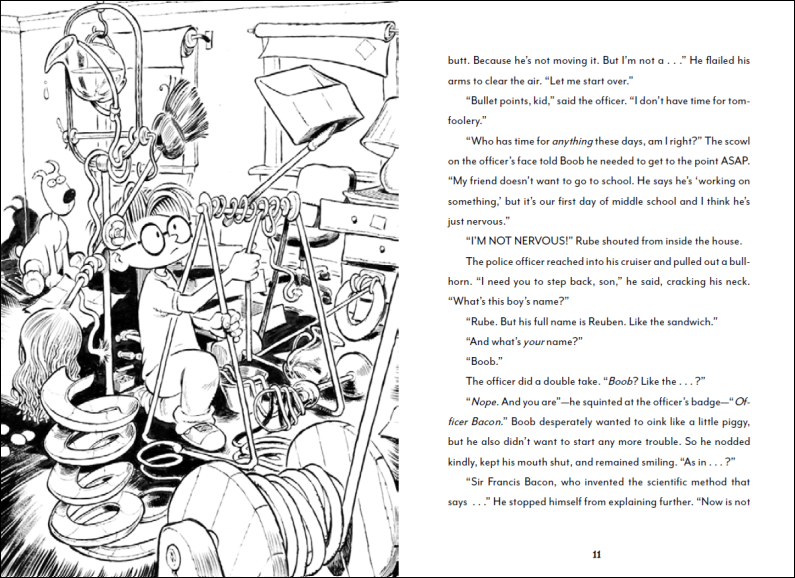 butt. Because he’s not moving it. But I’m not a . . .” He flailed his
arms to clear the air. “Let me start over.”
“Bullet points, kid,” said the officer. “I don’t have time for tom-
foolery.”
“Who has time for anything these days, am I right?” The scowl
on the officer’s face told Boob he needed to get to the point ASAP.
“My friend doesn’t want to go to school. He says he’s ‘working on
something,’ but it’s our first day of middle school and I think he’s
just nervous.”
“I’M NOT NERVOUS!” Rube shouted from inside the house.
The police officer reached into his cruiser and pulled out a bull-
horn. “I need you to step back, son,” he said, cracking his neck.
“What’s this boy’s name?”
“Rube. But his full name is Reuben. Like the sandwich.”
“And what’s your name?”
“Boob.”
The officer did a double take. “Boob? Like the . . . ?”
“Nope. And you are”—he squinted at the officer’s badge—“Of-
ficer Bacon.” Boob desperately wanted to oink like a little piggy,
but he also didn’t want to start any more trouble. So he nodded
kindly, kept his mouth shut, and remained smiling. “As in . . . ?”
“Sir Francis Bacon, who invented the scientific method that
says . . .” He stopped himself from explaining further. “Now is not
11